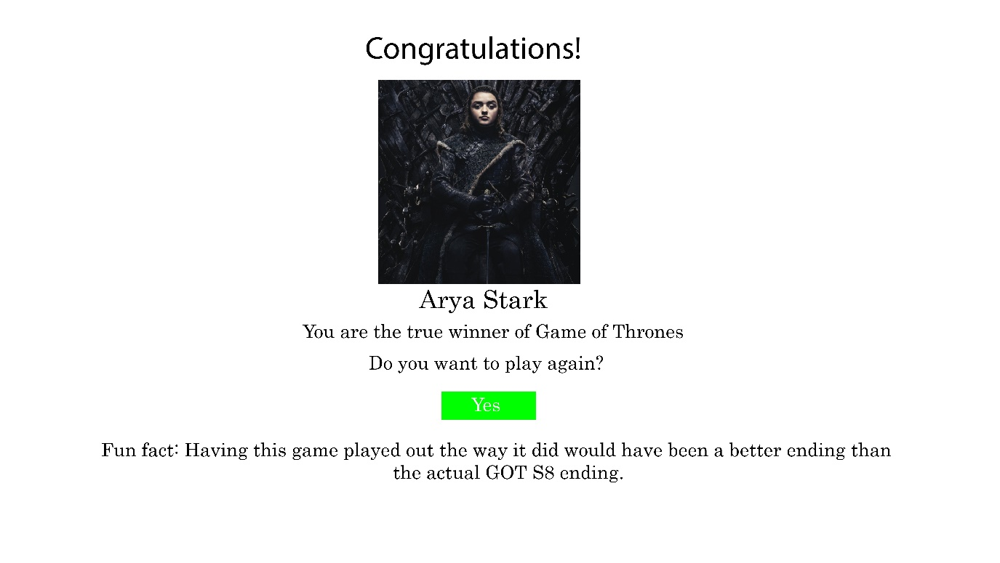 Congratulations!
Arya Stark
You are the true winner of Game of Thrones
Do you want to play again?
Yes
Fun fact: Having this game played out the way it did would have been a better ending than
the actual GOT S8 ending.